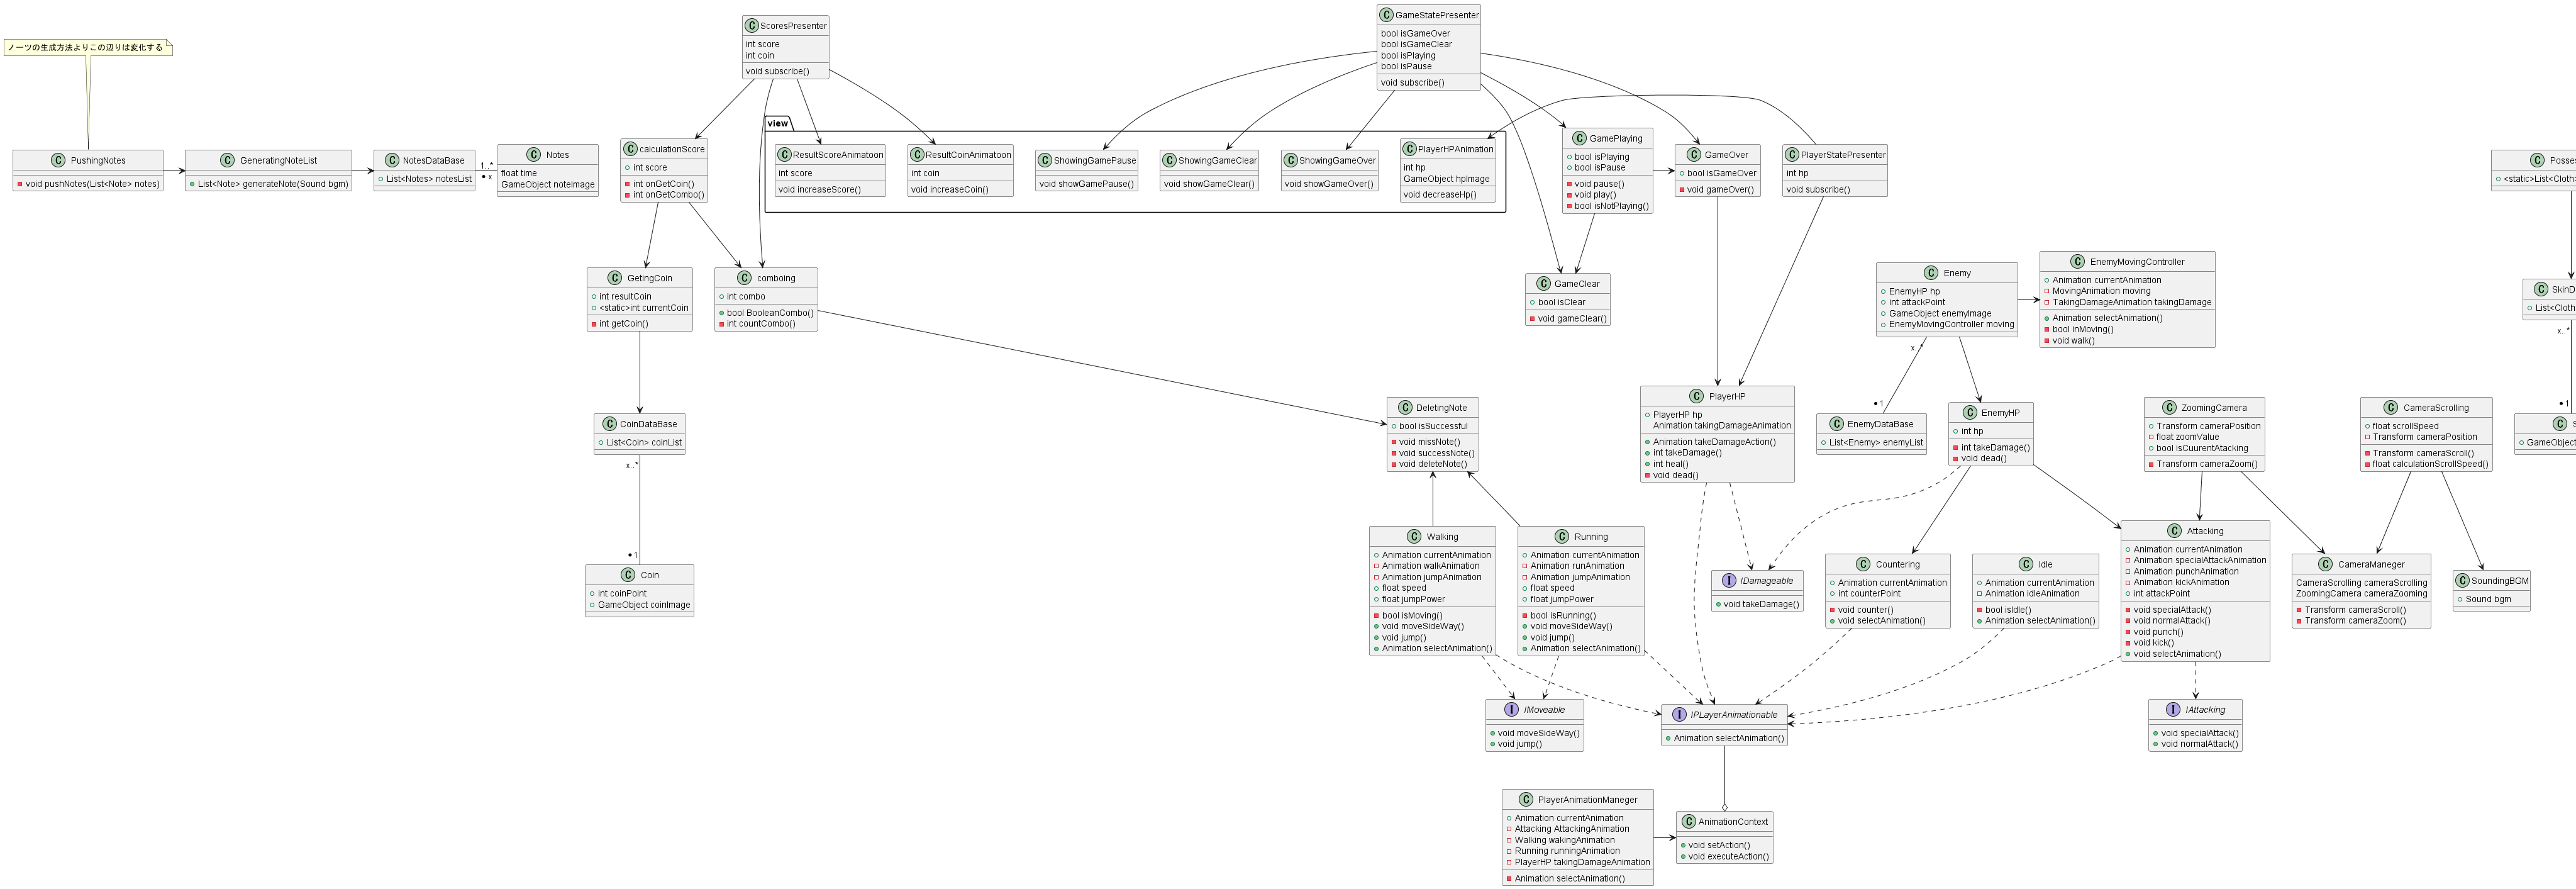 ノーツの生成方法よりこの辺りは変化する
C PushingNotes
void pushNotes(List<Note> notes)
C GeneratingNoteList
List<Note> generateNote(Sound bgm)
C NotesDataBase
List<Notes> notesList
1..*
* x
C Notes
float time
GameObject noteImage
C ScoresPresenter
int score
int coin
void subscribe()
C GameStatePresenter
bool isGameOver
bool isGameClear
bool isPlaying
bool isPause
void subscribe()
C calculationScore
int score
int onGetCoin()
int onGetCombo()
view
C ResultScoreAnimatoon
int score
void increaseScore()
C ResultCoinAnimatoon
int coin
void increaseCoin()
C ShowingGamePause
void showGamePause()
C ShowingGameClear
void showGameClear()
C ShowingGameOver
void showGameOver()
C PlayerHPAnimation
int hp
GameObject hpImage
void decreaseHp()
C GamePlaying
bool isPlaying
bool isPause
void pause()
void play()
bool isNotPlaying()
C GameOver
bool isGameOver
void gameOver()
C PlayerStatePresenter
int hp
void subscribe()
C GetingCoin
int resultCoin
<static>int currentCoin
int getCoin()
C comboing
int combo
bool BooleanCombo()
int countCombo()
C GameClear
bool isClear
void gameClear()
C Enemy
EnemyHP hp
int attackPoint
GameObject enemyImage
EnemyMovingController moving
C EnemyMovingController
Animation currentAnimation
MovingAnimation moving
TakingDamageAnimation takingDamage
Animation selectAnimation()
bool inMoving()
void walk()
C Posses
<static>List<Cloth>
C SkinD
List<Cloth
x..*
* 1
C S
GameObject
C CoinDataBase
List<Coin> coinList
x..*
* 1
C Coin
int coinPoint
GameObject coinImage
C DeletingNote
bool isSuccessful
void missNote()
void successNote()
void deleteNote()
C PlayerHP
PlayerHP hp
Animation takingDamageAnimation
Animation takeDamageAction()
int takeDamage()
int heal()
void dead()
x..*
* 1
C EnemyDataBase
List<Enemy> enemyList
C EnemyHP
int hp
int takeDamage()
void dead()
C ZoomingCamera
Transform cameraPosition
float zoomValue
bool isCuurentAtacking
Transform cameraZoom()
C CameraScrolling
float scrollSpeed
Transform cameraPosition
Transform cameraScroll()
float calculationScrollSpeed()
C Walking
Animation currentAnimation
Animation walkAnimation
Animation jumpAnimation
float speed
float jumpPower
bool isMoving()
void moveSideWay()
void jump()
Animation selectAnimation()
C Running
Animation currentAnimation
Animation runAnimation
Animation jumpAnimation
float speed
float jumpPower
bool isRunning()
void moveSideWay()
void jump()
Animation selectAnimation()
I IDamageable
void takeDamage()
C Countering
Animation currentAnimation
int counterPoint
void counter()
void selectAnimation()
C Idle
Animation currentAnimation
Animation idleAnimation
bool isIdle()
Animation selectAnimation()
C Attacking
Animation currentAnimation
Animation specialAttackAnimation
Animation punchAnimation
Animation kickAnimation
int attackPoint
void specialAttack()
void normalAttack()
void punch()
void kick()
void selectAnimation()
C CameraManeger
CameraScrolling cameraScrolling
ZoomingCamera cameraZooming
Transform cameraScroll()
Transform cameraZoom()
C SoundingBGM
Sound bgm
I IMoveable
void moveSideWay()
void jump()
I IPLayerAnimationable
Animation selectAnimation()
I IAttacking
void specialAttack()
void normalAttack()
C PlayerAnimationManeger
Animation currentAnimation
Attacking AttackingAnimation
Walking wakingAnimation
Running runningAnimation
PlayerHP takingDamageAnimation
Animation selectAnimation()
C AnimationContext
void setAction()
void executeAction()